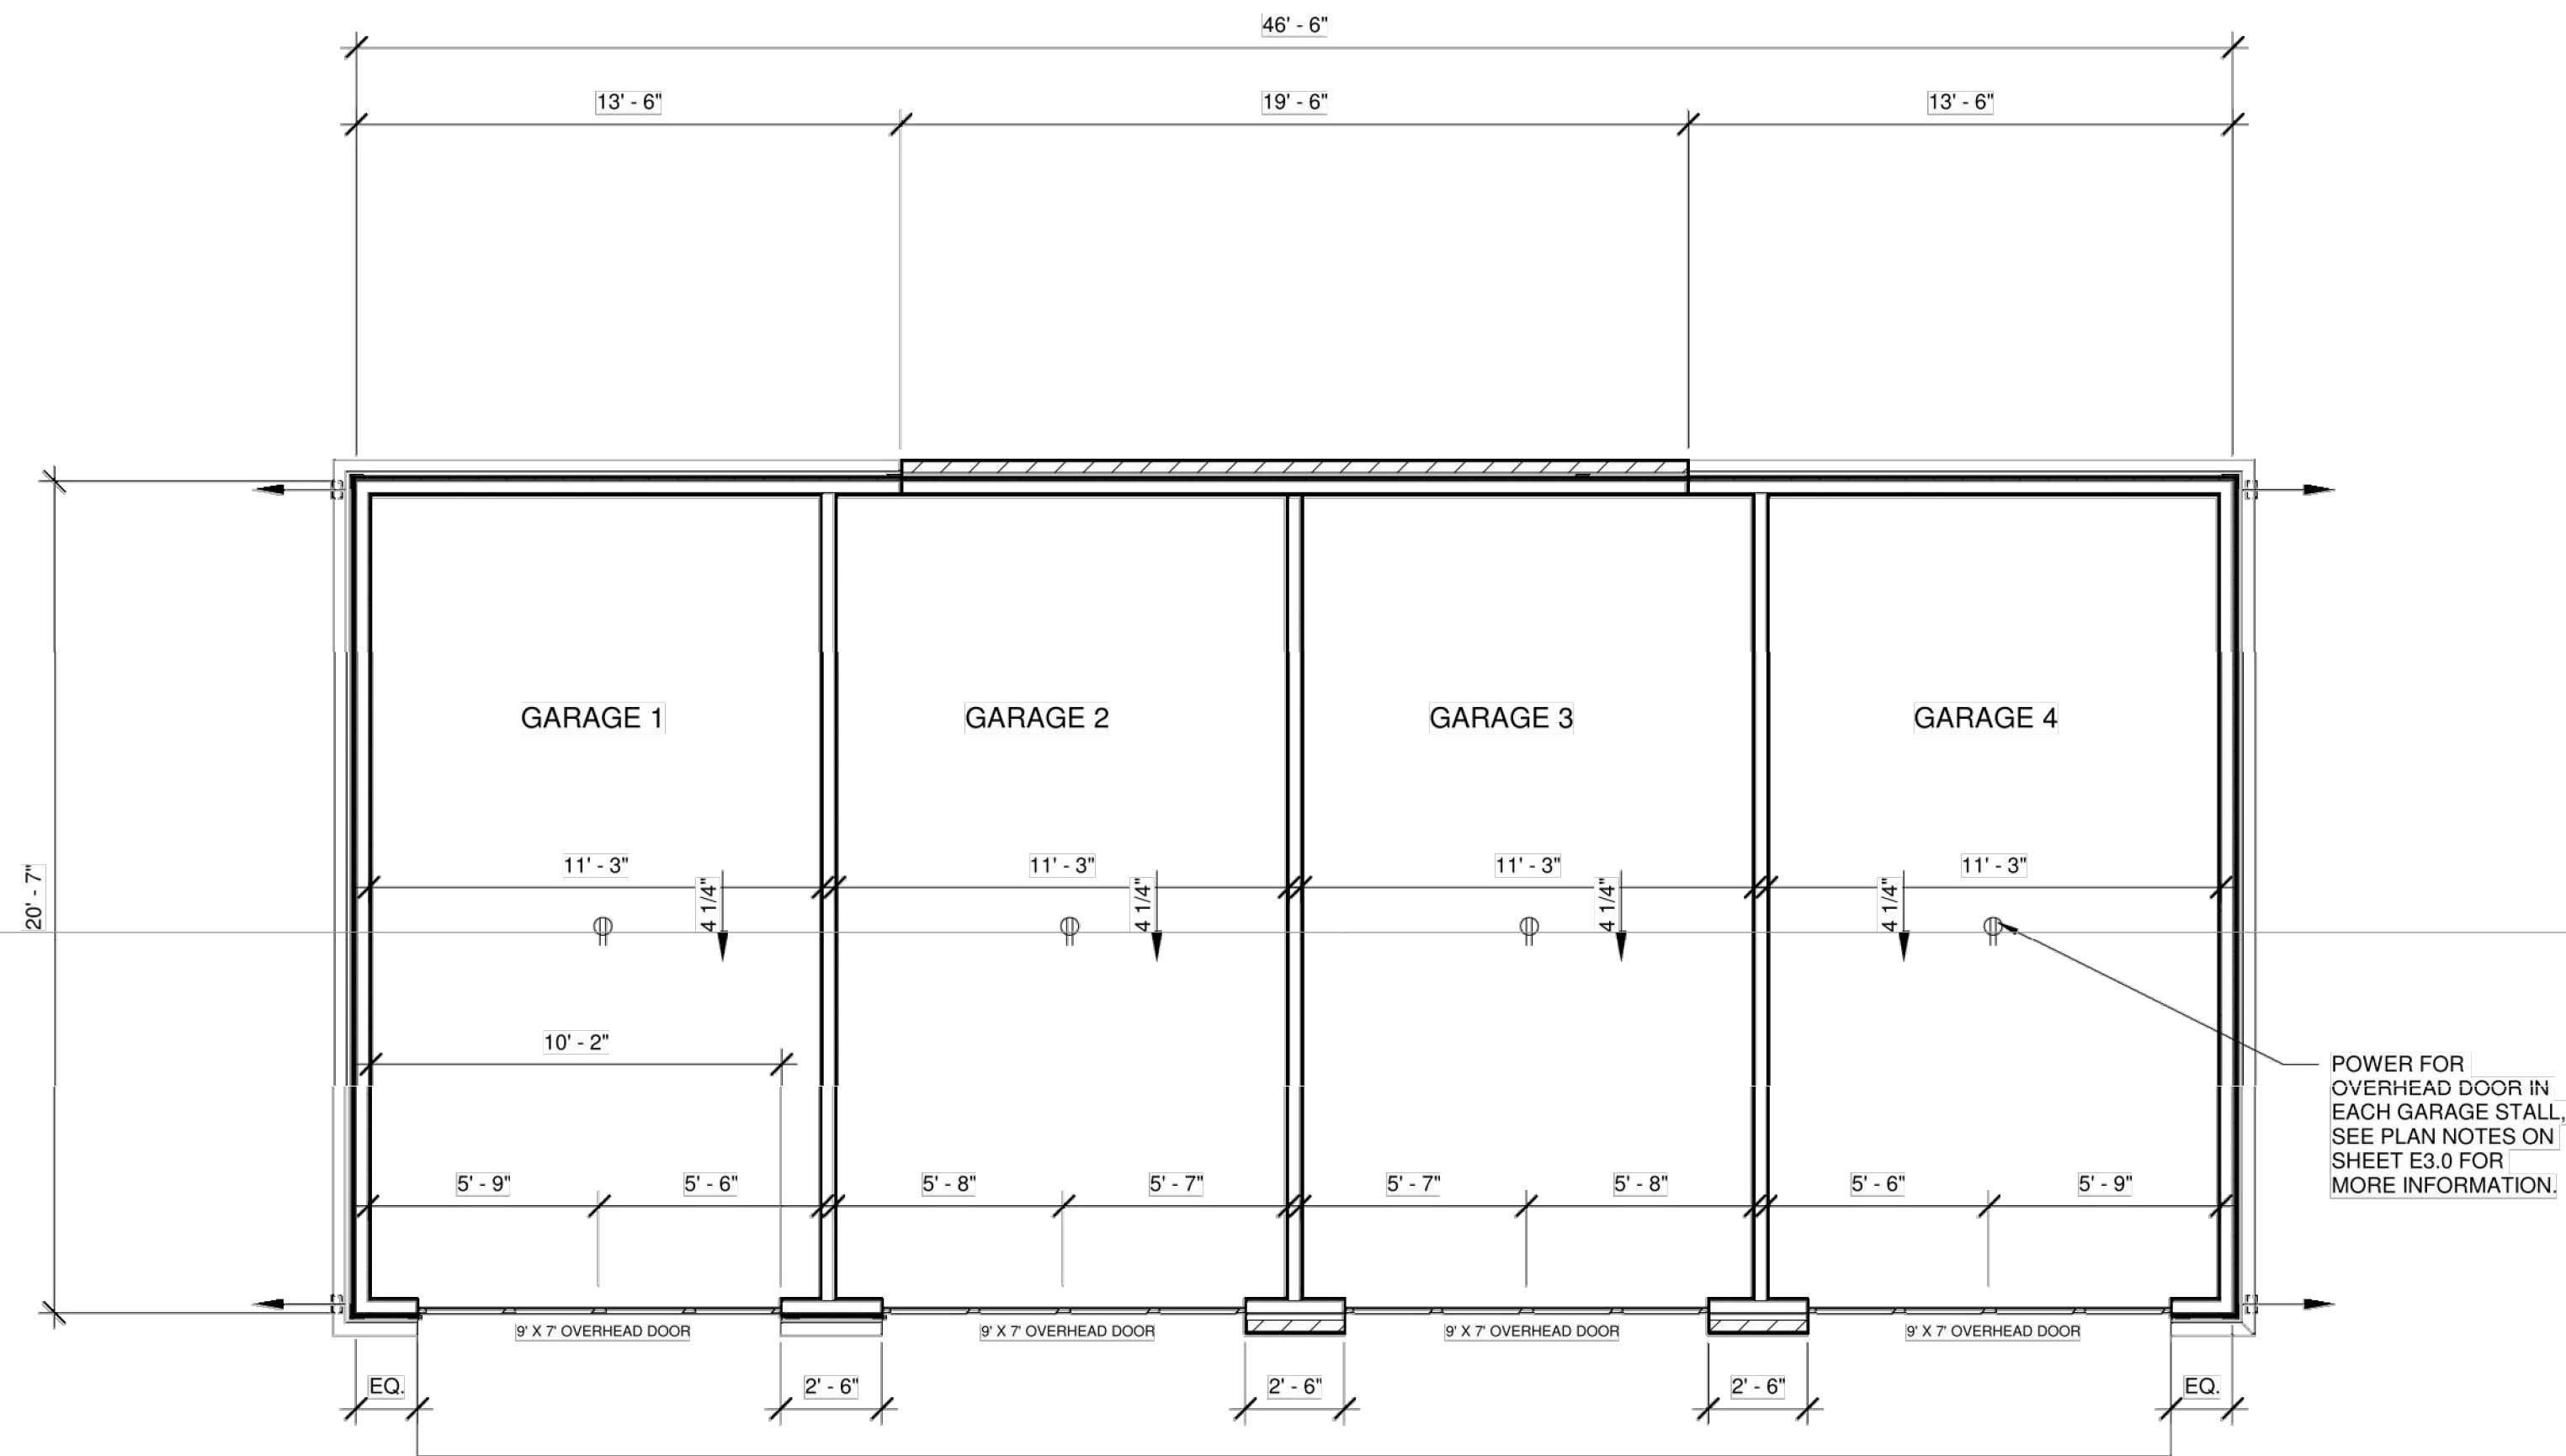 46' - 6"
13' - 6"
19' - 6"
13' - 6"
20' - 7"
GARAGE 1
GARAGE 2
GARAGE 3
GARAGE 4
11' - 3"
11' - 3"
11' - 3"
11' - 3"
4 1/4"
4 1/4"
4 1/4"
4 1/4"
10' - 2"
POWER FOR
OVERHEAD DOOR IN
EACH GARAGE STALL,
SEE PLAN NOTES ON
SHEET E3.0 FOR
MORE INFORMATION.
5' - 9"
5' - 6"
5' - 8"
5' - 7"
5' - 7"
5' - 8"
5' - 6"
5' - 9"
9' X 7' OVERHEAD DOOR
9' X 7' OVERHEAD DOOR
9' X 7' OVERHEAD DOOR
9' X 7' OVERHEAD DOOR
EQ.
2' - 6"
2' - 6"
2' - 6"
EQ.